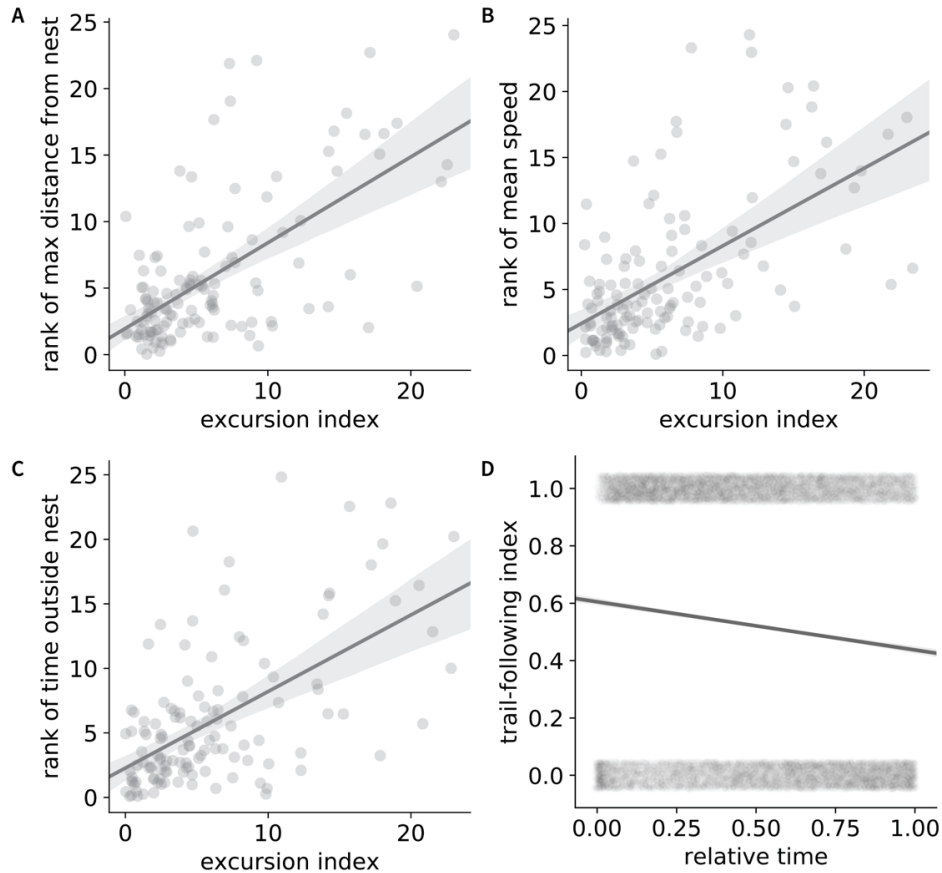 A
rank of max distance from nest
25
20
15
10
5
0
0 10 20
excursion index
B
rank of mean speed
25
20
15
10
5
0
0 10 20
excursion index
C
rank of time outside nest
25
20
15
10
5
0
0 10 20
excursion index
D
trail-following index
1.0
0.8
0.6
0.4
0.2
0.0
0.00 0.25 0.50 0.75 1.00
relative time